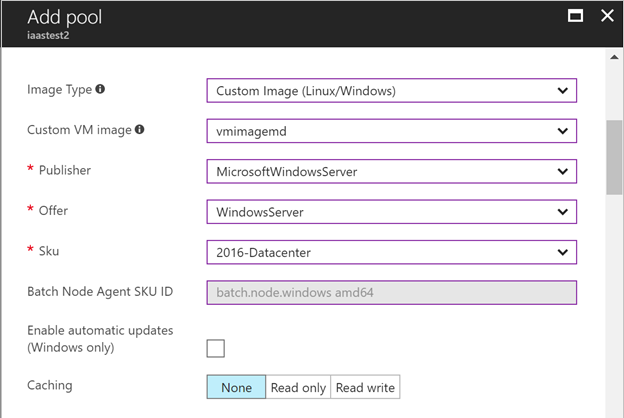 Add pool
iaastest2
Image Type
Custom Image (Linux/Windows)
Custom VM image
vmimagemd
* Publisher
MicrosoftWindowsServer
* Offer
WindowsServer
* Sku
2016-Datacenter
Batch Node Agent SKU ID
batch.node.windows amd64
Enable automatic updates
(Windows only)
Caching
None Read only Read write